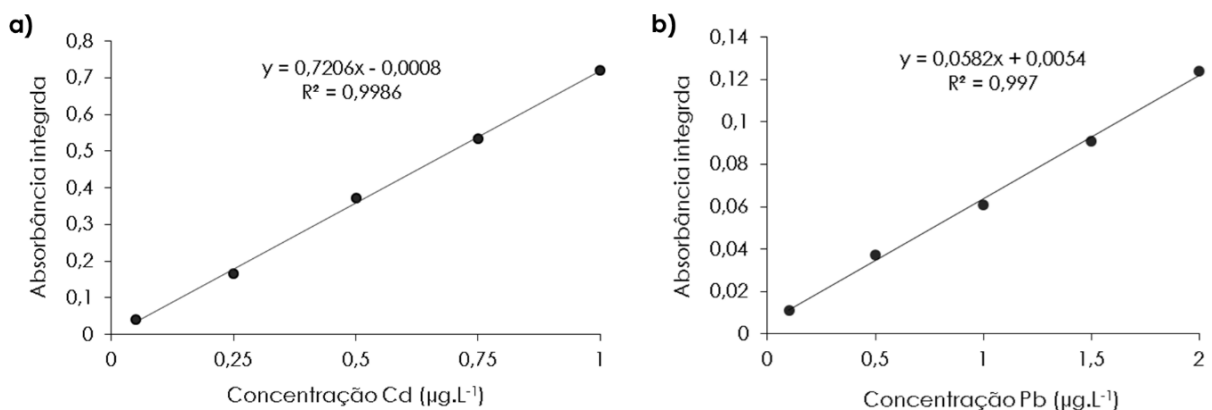 a)
y = 0,7206x - 0,0008
R² = 0,9986
Absorbância integrda
0,8
0,7
0,6
0,5
0,4
0,3
0,2
0,1
0
0
0,25
0,5
0,75
1
Concentração Cd (µg.L⁻¹)
b)
y = 0,0582x + 0,0054
R² = 0,997
Absorbância integrda
0,14
0,12
0,1
0,08
0,06
0,04
0,02
0
0
0,5
1
1,5
2
Concentração Pb (µg.L⁻¹)